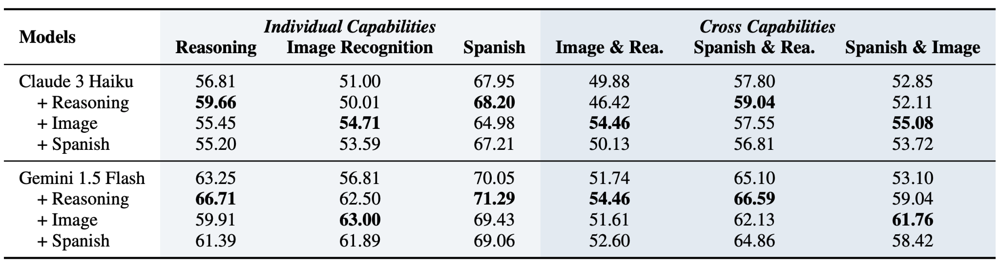 Models Individual Capabilities Cross Capabilities
Reasoning Image Recognition Spanish Image & Rea. Spanish & Rea. Spanish & Image
Claude 3 Haiku 56.81 51.00 67.95 49.88 57.80 52.85
+ Reasoning 59.66 50.01 68.20 46.42 59.04 52.11
+ Image 55.45 54.71 64.98 54.46 57.55 55.08
+ Spanish 55.20 53.59 67.21 50.13 56.81 53.72
Gemini 1.5 Flash 63.25 56.81 70.05 51.74 65.10 53.10
+ Reasoning 66.71 62.50 71.29 54.46 66.59 59.04
+ Image 59.91 63.00 69.43 51.61 62.13 61.76
+ Spanish 61.39 61.89 69.06 52.60 64.86 58.42